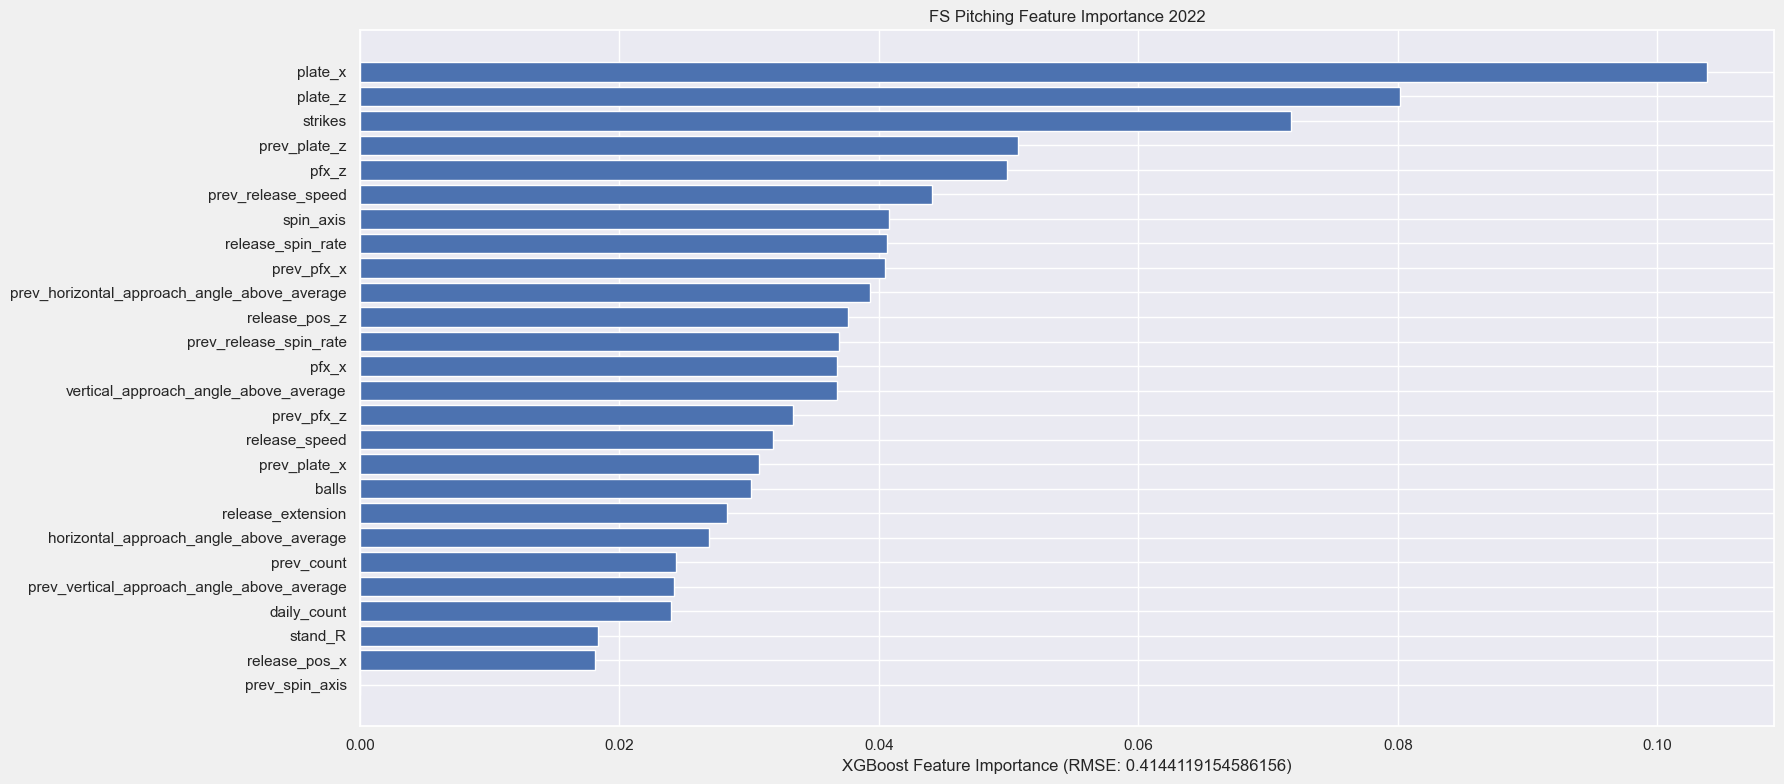 FS Pitching Feature Importance 2022
plate_x
plate_z
strikes
prev_plate_z
pfx_z
prev_release_speed
spin_axis
release_spin_rate
prev_pfx_x
prev_horizontal_approach_angle_above_average
release_pos_z
prev_release_spin_rate
pfx_x
vertical_approach_angle_above_average
prev_pfx_z
release_speed
prev_plate_x
balls
release_extension
horizontal_approach_angle_above_average
prev_count
prev_vertical_approach_angle_above_average
daily_count
stand_R
release_pos_x
prev_spin_axis
0.00 0.02 0.04 0.06 0.08 0.10
XGBoost Feature Importance (RMSE: 0.4144119154586156)